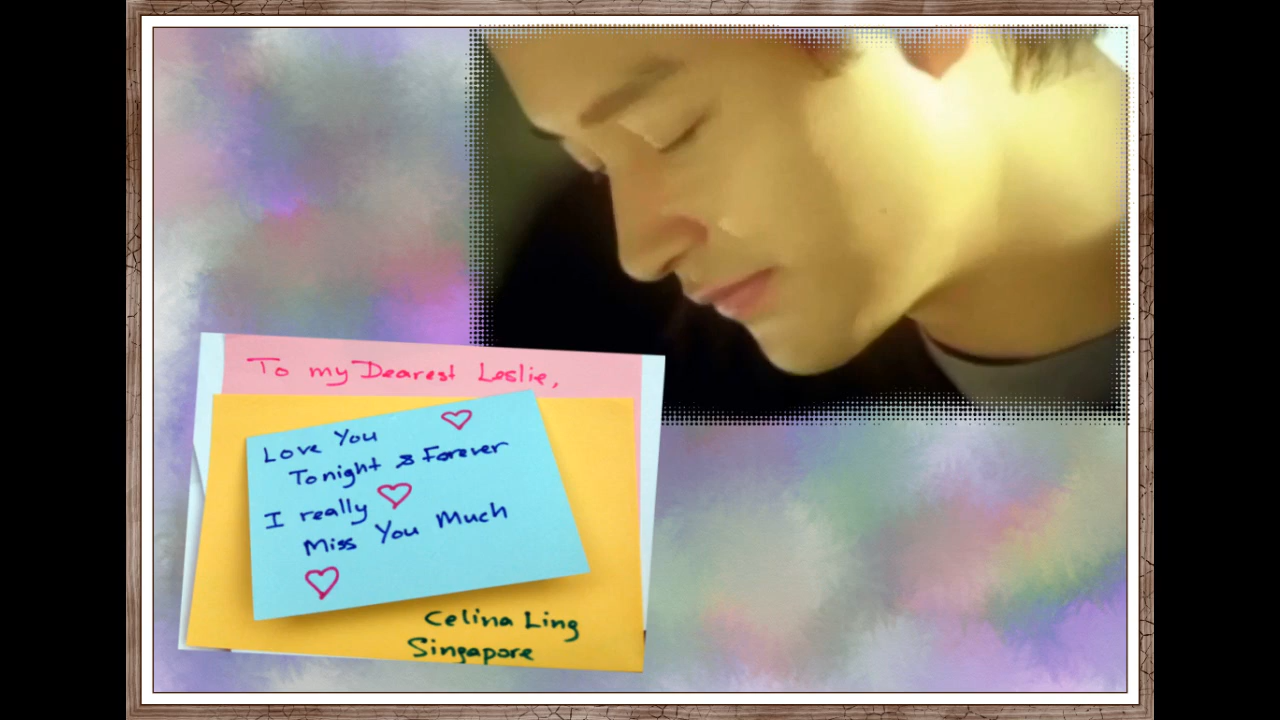 To my Dearest Leslie,
Love You
Tonight & Forever
I really
Miss You Much
Celina Ling
Singapore